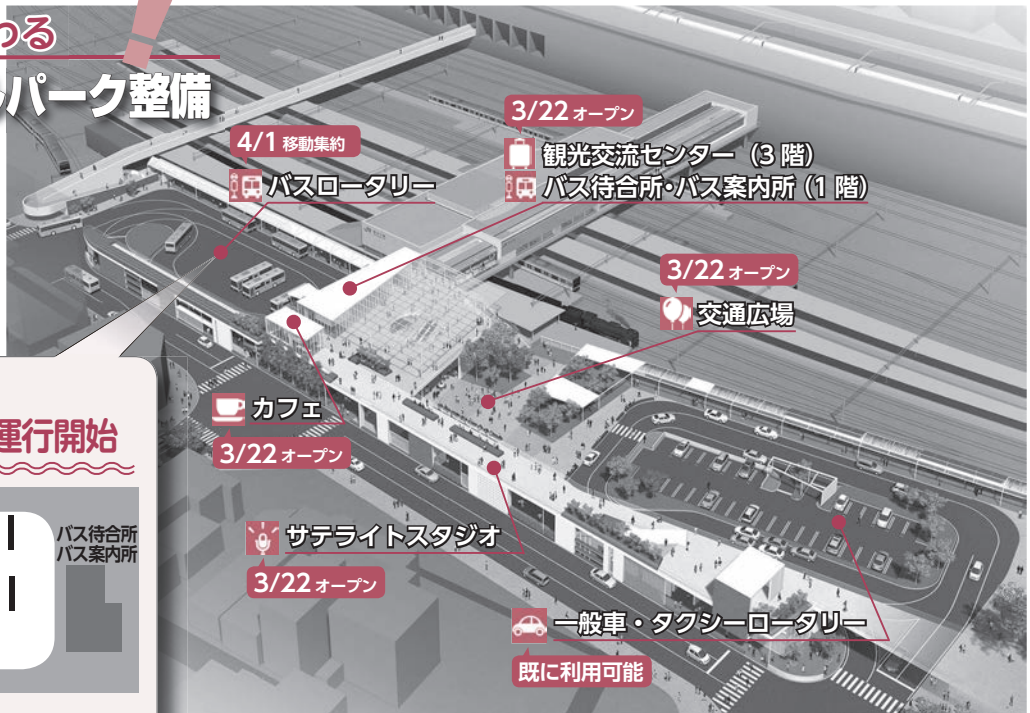 わる
パーク整備
4/1 移動集約
バスロータリー
3/22 オープン
観光交流センター（3階）
バス待合所・バス案内所（1階）
3/22 オープン
交通広場
カフェ
3/22 オープン
運行開始
バス待合所
バス案内所
サテライトスタジオ
3/22 オープン
一般車・タクシーロータリー
既に利用可能